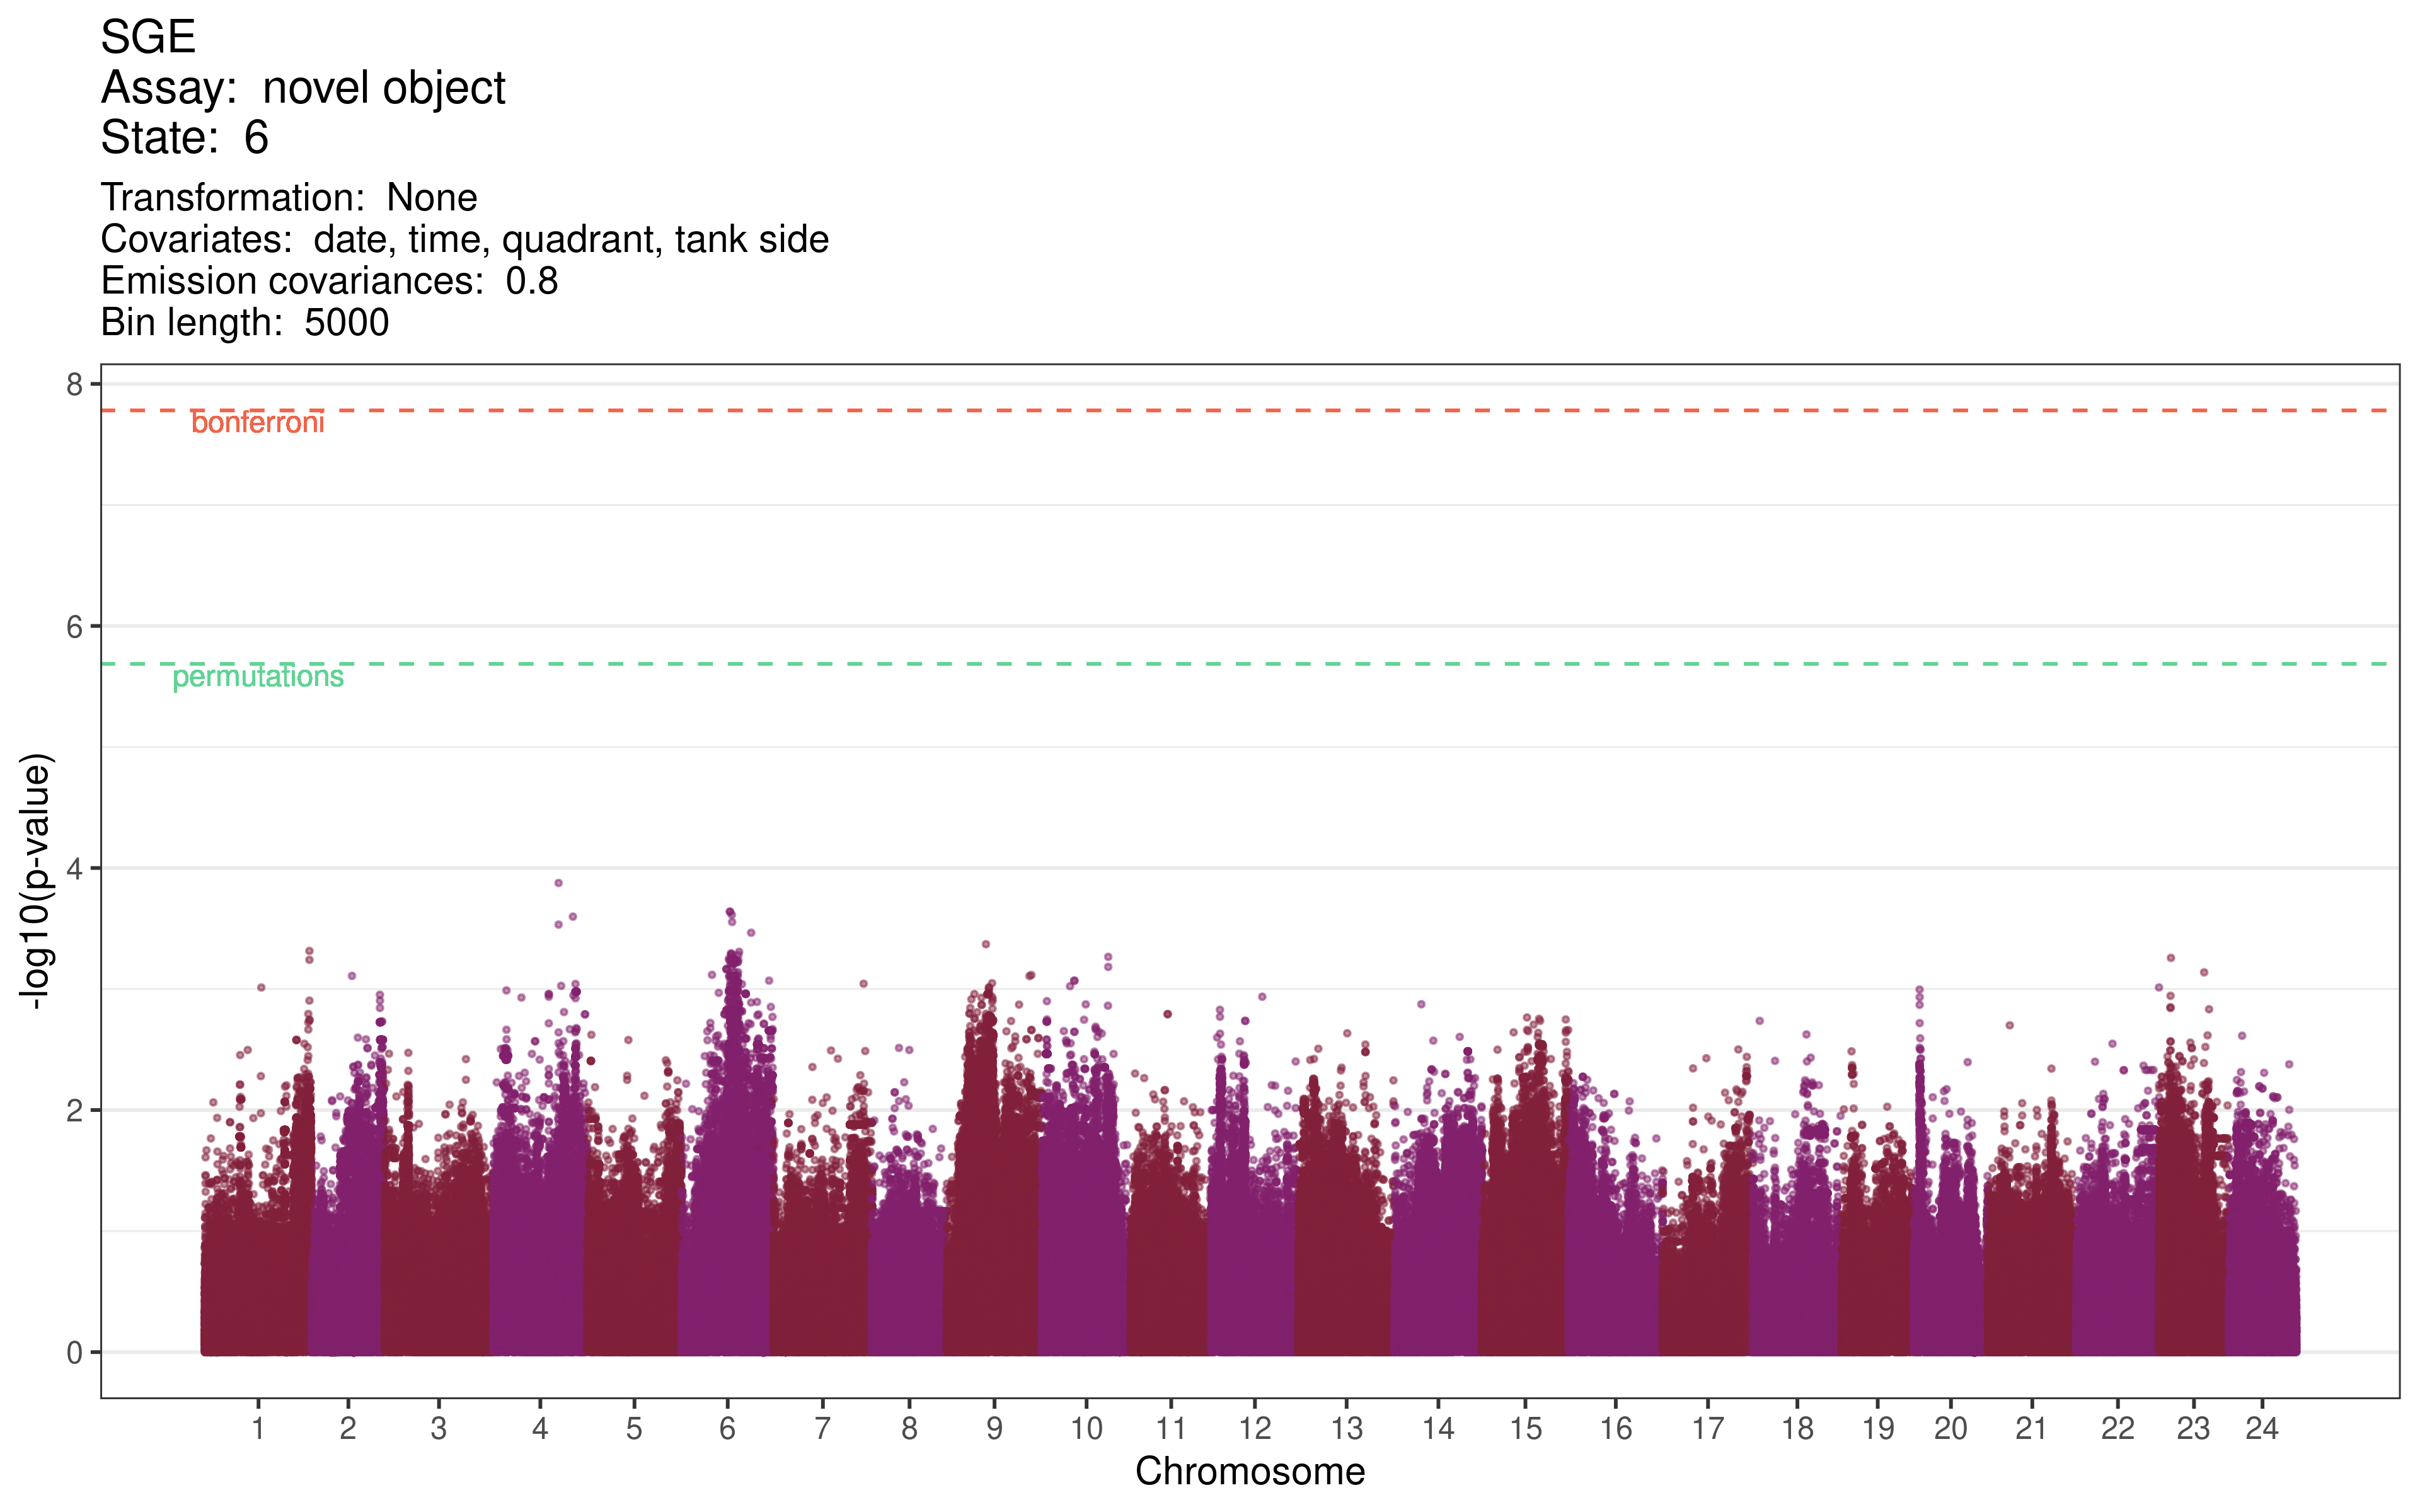 SGE
Assay: novel object
State: 6
Transformation: None
Covariates: date, time, quadrant, tank side
Emission covariances: 0.8
Bin length: 5000
8
bonferroni
6
permutations
4
2
0
-log10(p-value)
1 2 3 4 5 6 7 8 9 10 11 12 13 14 15 16 17 18 19 20 21 22 23 24
Chromosome